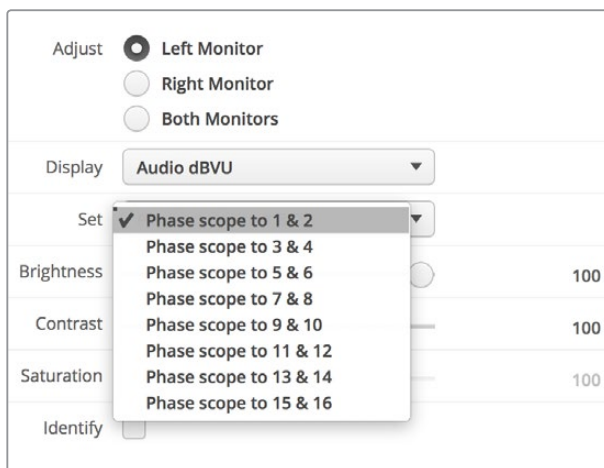 Adjust Left Monitor
Right Monitor
Both Monitors
Display Audio dBVU
Set ✔ Phase scope to 1 & 2
Phase scope to 3 & 4
Brightness Phase scope to 5 & 6 100
Phase scope to 7 & 8
Contrast Phase scope to 9 & 10 100
Phase scope to 11 & 12
Saturation Phase scope to 13 & 14 100
Phase scope to 15 & 16
Identify